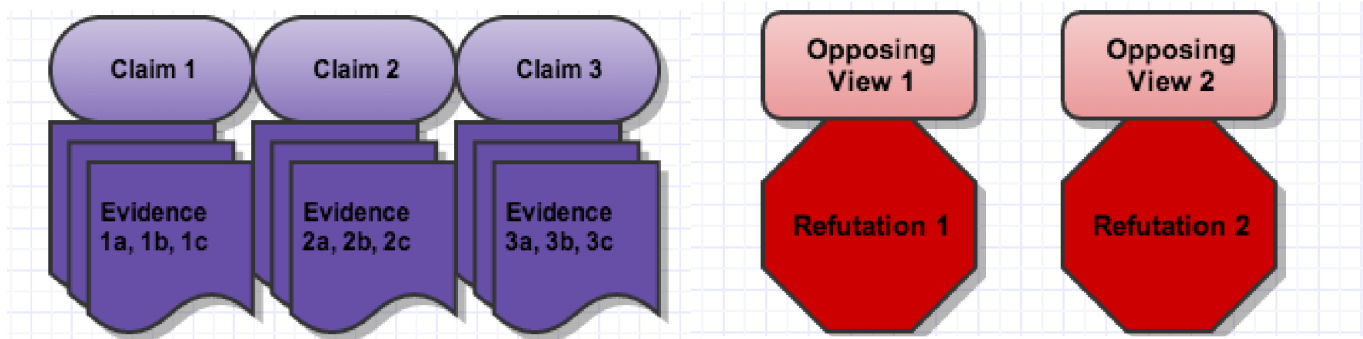 Claim 1
Claim 2
Claim 3
Evidence
1a, 1b, 1c
Evidence
2a, 2b, 2c
Evidence
3a, 3b, 3c
Opposing
View 1
Opposing
View 2
Refutation 1
Refutation 2